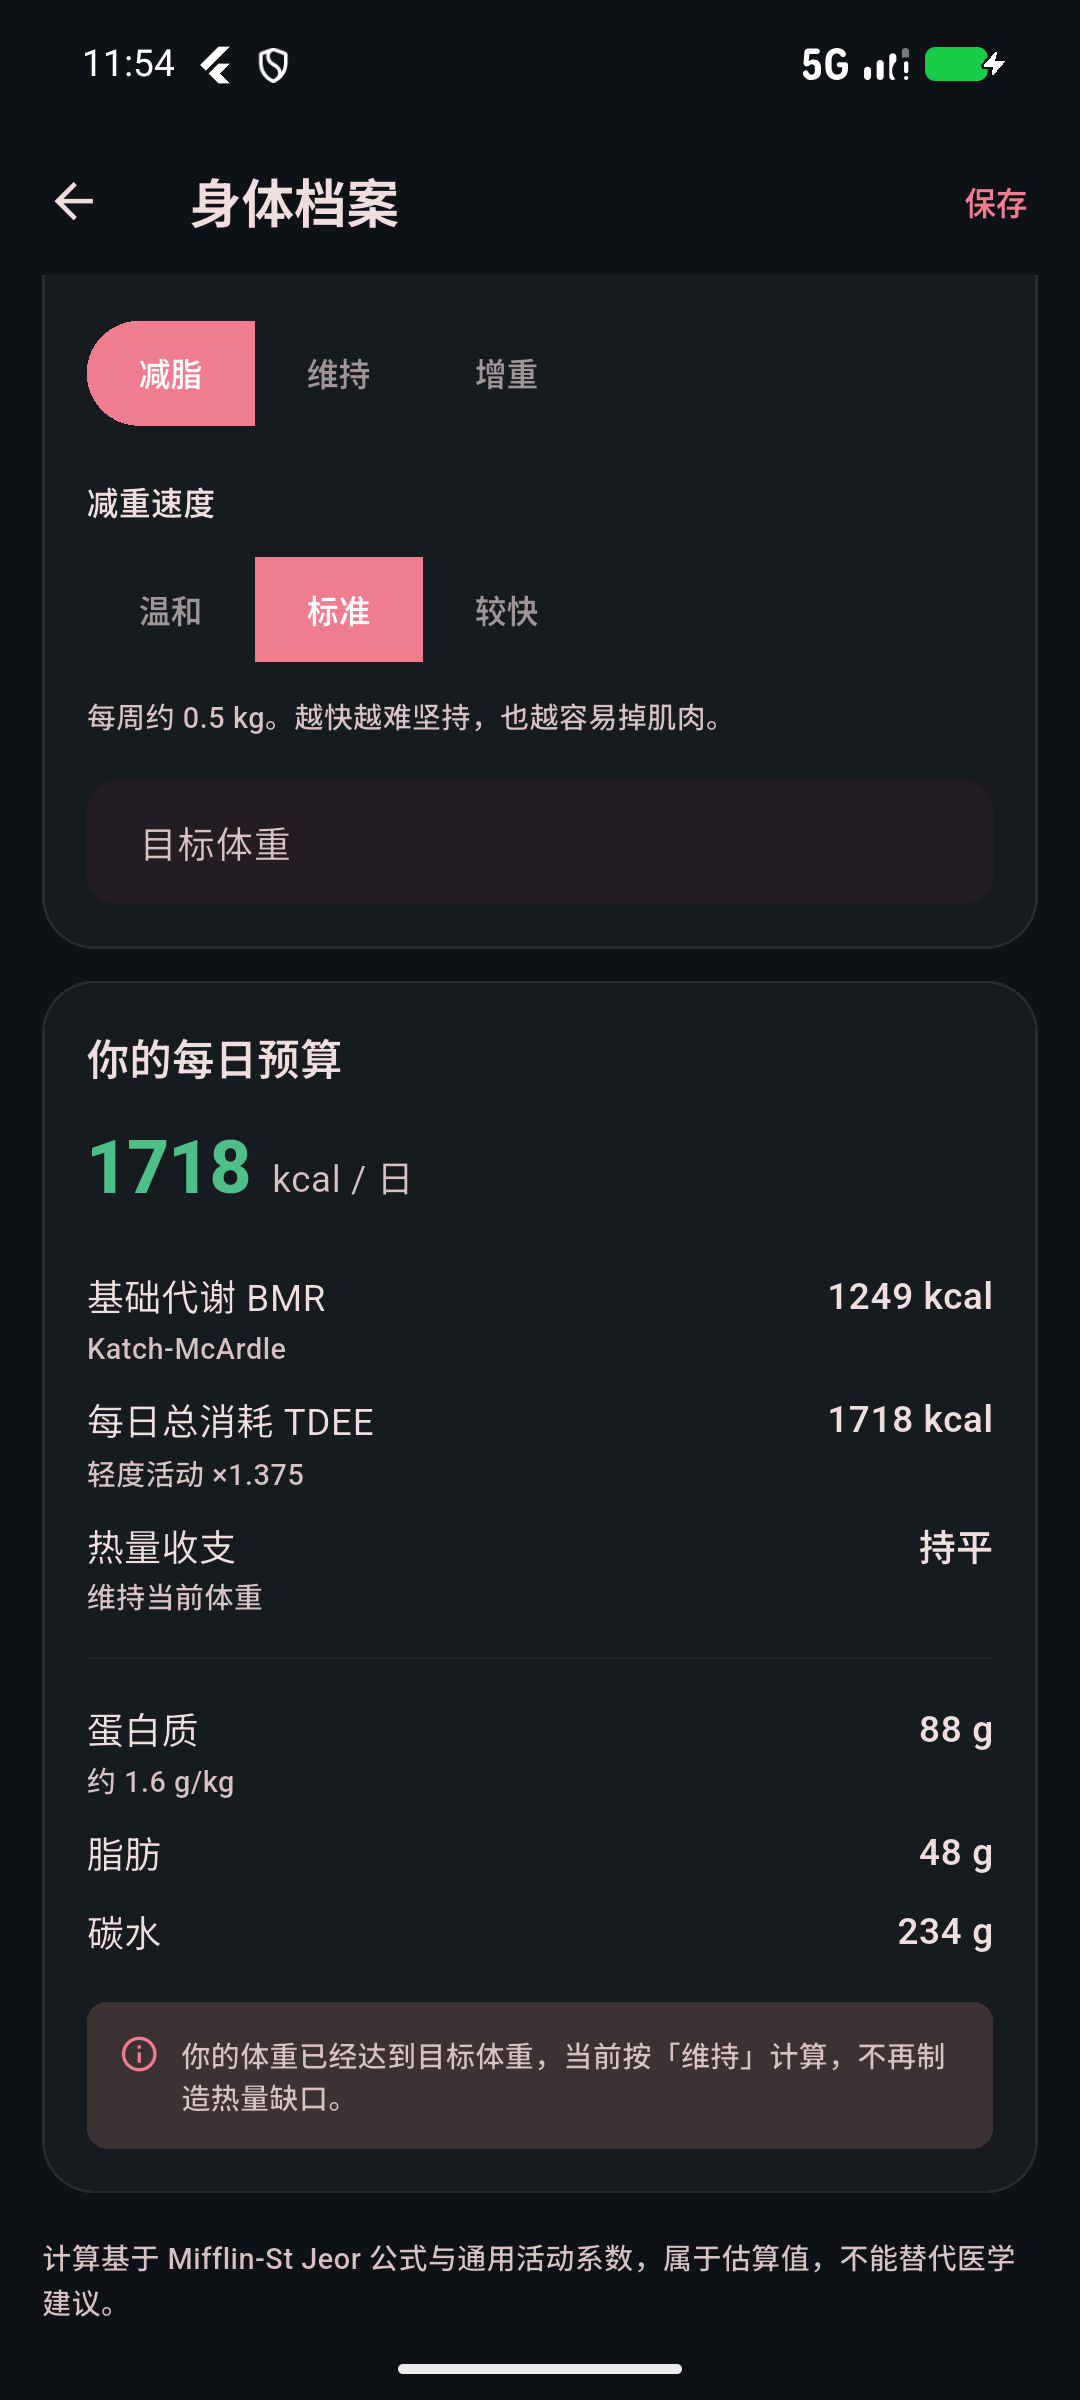 11:54
5G
身体档案
保存
减脂
维持
增重
减重速度
温和
标准
较快
每周约 0.5 kg。越快越难坚持，也越容易掉肌肉。
目标体重
你的每日预算
1718 kcal / 日
基础代谢 BMR
1249 kcal
Katch-McArdle
每日总消耗 TDEE
1718 kcal
轻度活动 ×1.375
热量收支
持平
维持当前体重
蛋白质
88 g
约 1.6 g/kg
脂肪
48 g
碳水
234 g
你的体重已经达到目标体重，当前按「维持」计算，不再制
造热量缺口。
计算基于 Mifflin-St Jeor 公式与通用活动系数，属于估算值，不能替代医学
建议。